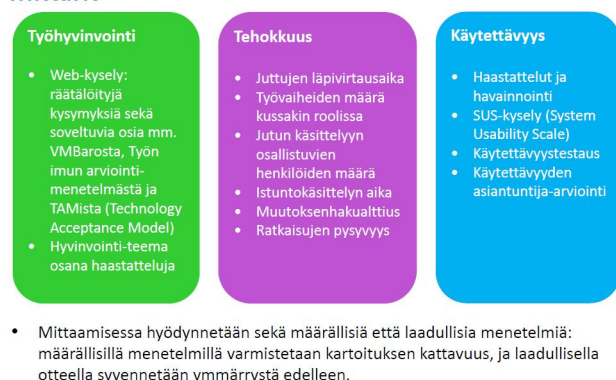 Työhyvinvointi
• Web-kysely:
räätälöityjä
kysymyksiä sekä
soveltuvia osia mm.
VMBarosta, Työn
imun arviointi-
menetelmästä ja
TAMista (Technology
Acceptance Model)
• Hyvinvointi-teema
osana haastatteluja
Tehokkuus
• Juttujen läpivirtausaika
• Työvaiheiden määrä
kussakin roolissa
• Jutun käsittelyyn
osallistuvien
henkilöiden määrä
• Istuntokäsittelyn aika
• Muutoksenhakualttius
• Ratkaisujen pysyvyys
Käytettävyys
• Haastattelut ja
havainnointi
• SUS-kysely (System
Usability Scale)
• Käytettävyystestaus
• Käytettävyyden
asiantuntija-arviointi
• Mittaamisessa hyödynnetään sekä määrällisiä että laadullisia menetelmiä:
määrällisillä menetelmillä varmistetaan kartoituksen kattavuus, ja laadullisella
otteella syvennetään ymmärrystä edelleen.